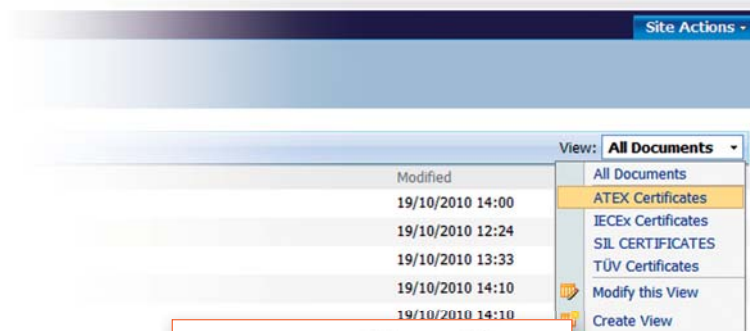 Site Actions
View: All Documents
Modified
19/10/2010 14:00
19/10/2010 12:24
19/10/2010 13:33
19/10/2010 14:10
19/10/2010 14:10
All Documents
ATEX Certificates
IECEx Certificates
SIL CERTIFICATES
TÜV Certificates
Modify this View
Create View